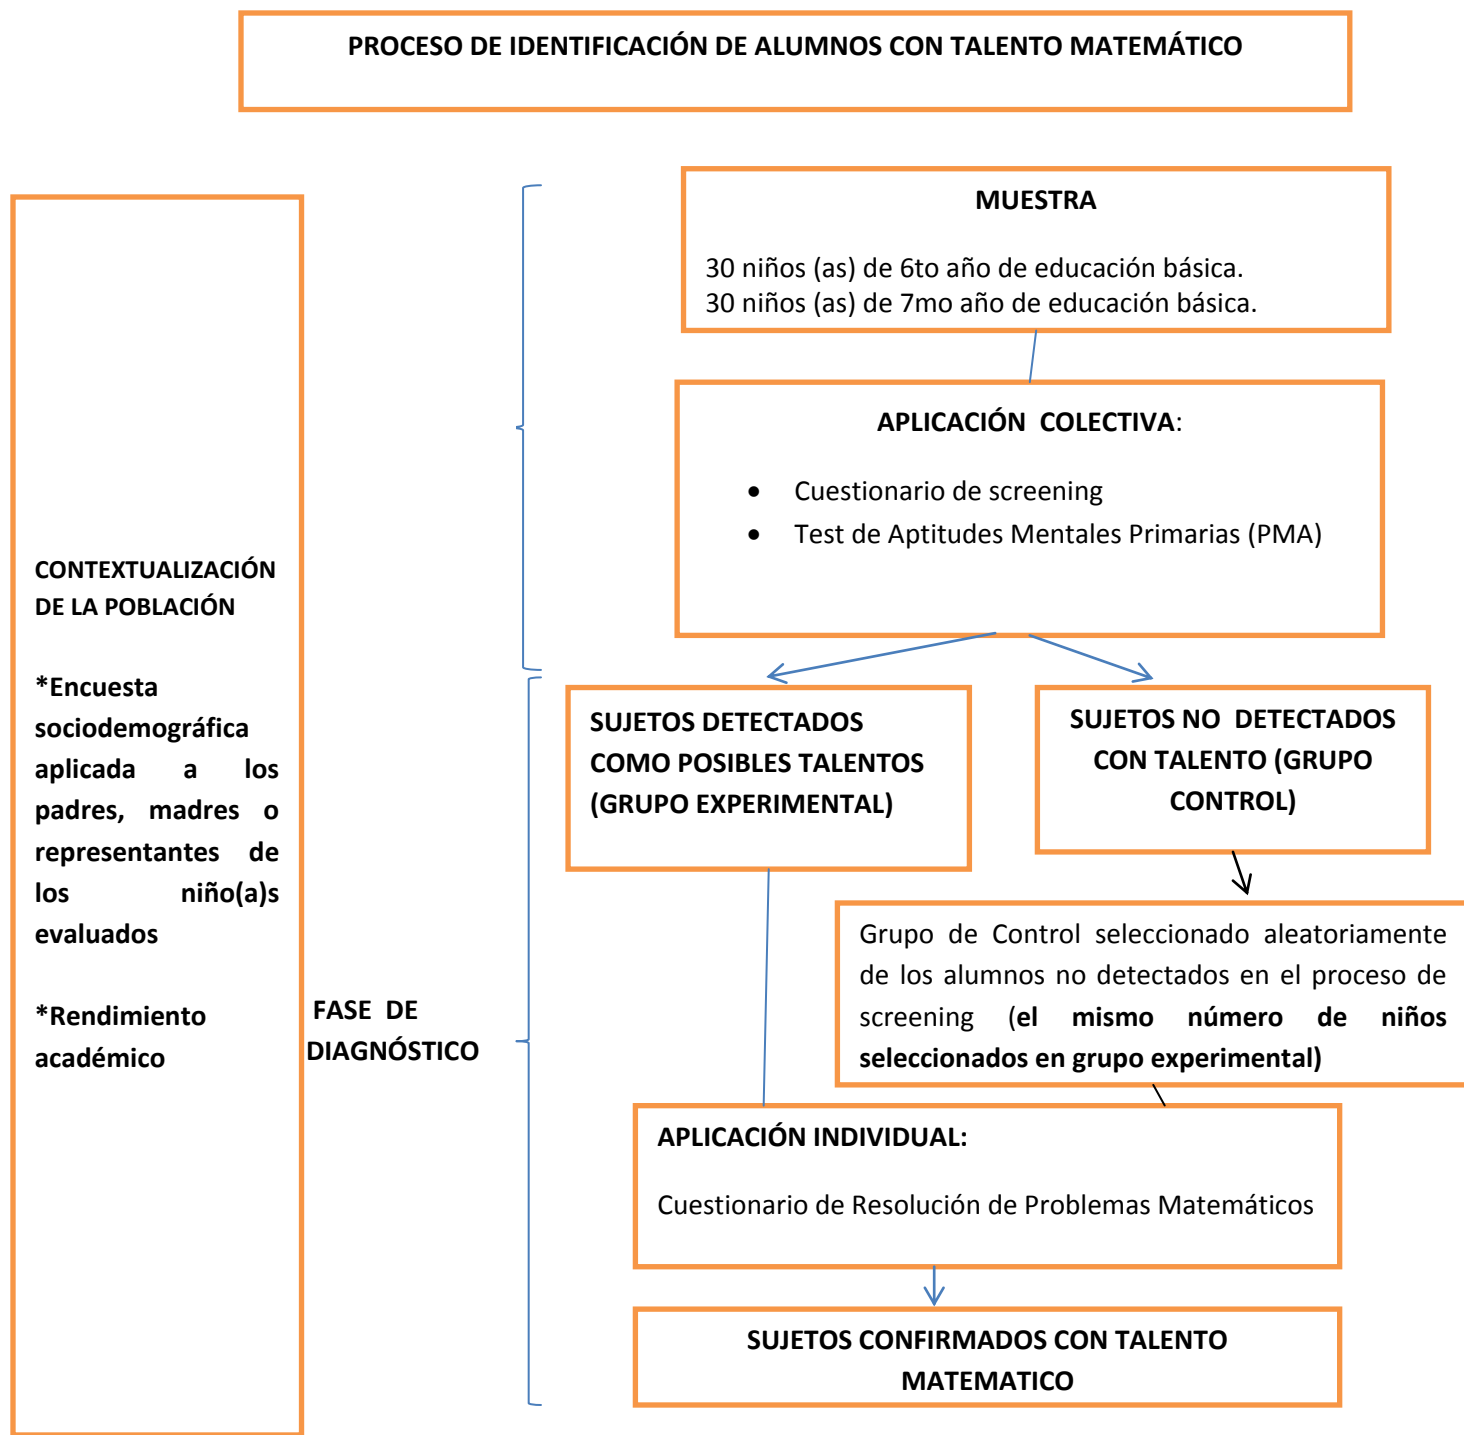 PROCESO DE IDENTIFICACIÓN DE ALUMNOS CON TALENTO MATEMÁTICO
CONTEXTUALIZACIÓN
DE LA POBLACIÓN
*Encuesta
sociodemográfica
aplicada a los
padres, madres o
representantes de
los niño(a)s
evaluados
*Rendimiento
académico
FASE DE
DIAGNÓSTICO
MUESTRA
30 niños (as) de 6to año de educación básica.
30 niños (as) de 7mo año de educación básica.
APLICACIÓN COLECTIVA:
• Cuestionario de screening
• Test de Aptitudes Mentales Primarias (PMA)
SUJETOS DETECTADOS
COMO POSIBLES TALENTOS
(GRUPO EXPERIMENTAL)
SUJETOS NO DETECTADOS
CON TALENTO (GRUPO
CONTROL)
Grupo de Control seleccionado aleatoriamente
de los alumnos no detectados en el proceso de
screening (el mismo número de niños
seleccionados en grupo experimental)
APLICACIÓN INDIVIDUAL:
Cuestionario de Resolución de Problemas Matemáticos
SUJETOS CONFIRMADOS CON TALENTO
MATEMATICO